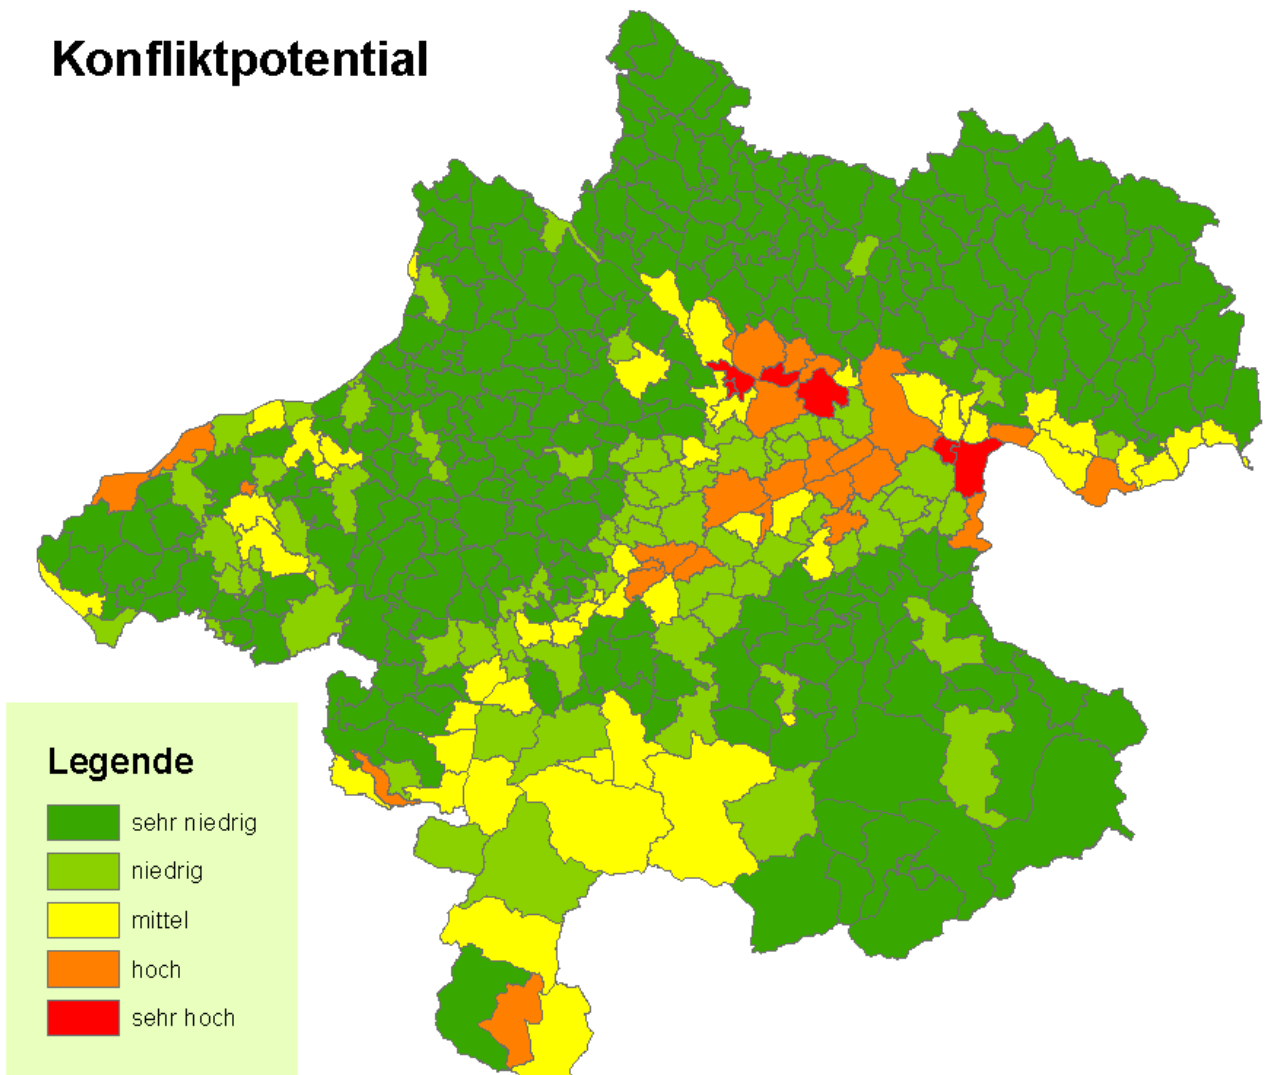 Konfliktpotential
Legende
sehr niedrig
niedrig
mittel
hoch
sehr hoch